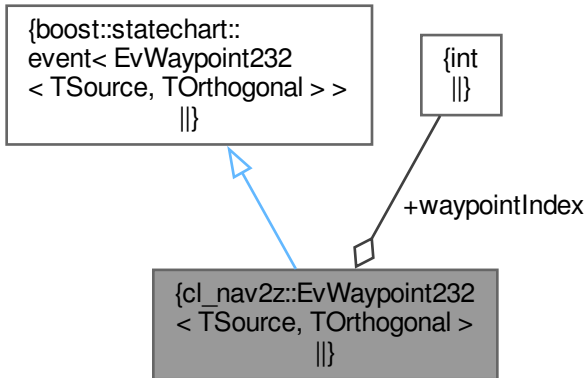 {boost::statechart::
event< EvWaypoint232
< TSource, TOrthogonal > >
||}
{int
||}
+waypointIndex
{cl_nav2z::EvWaypoint232
< TSource, TOrthogonal >
||}